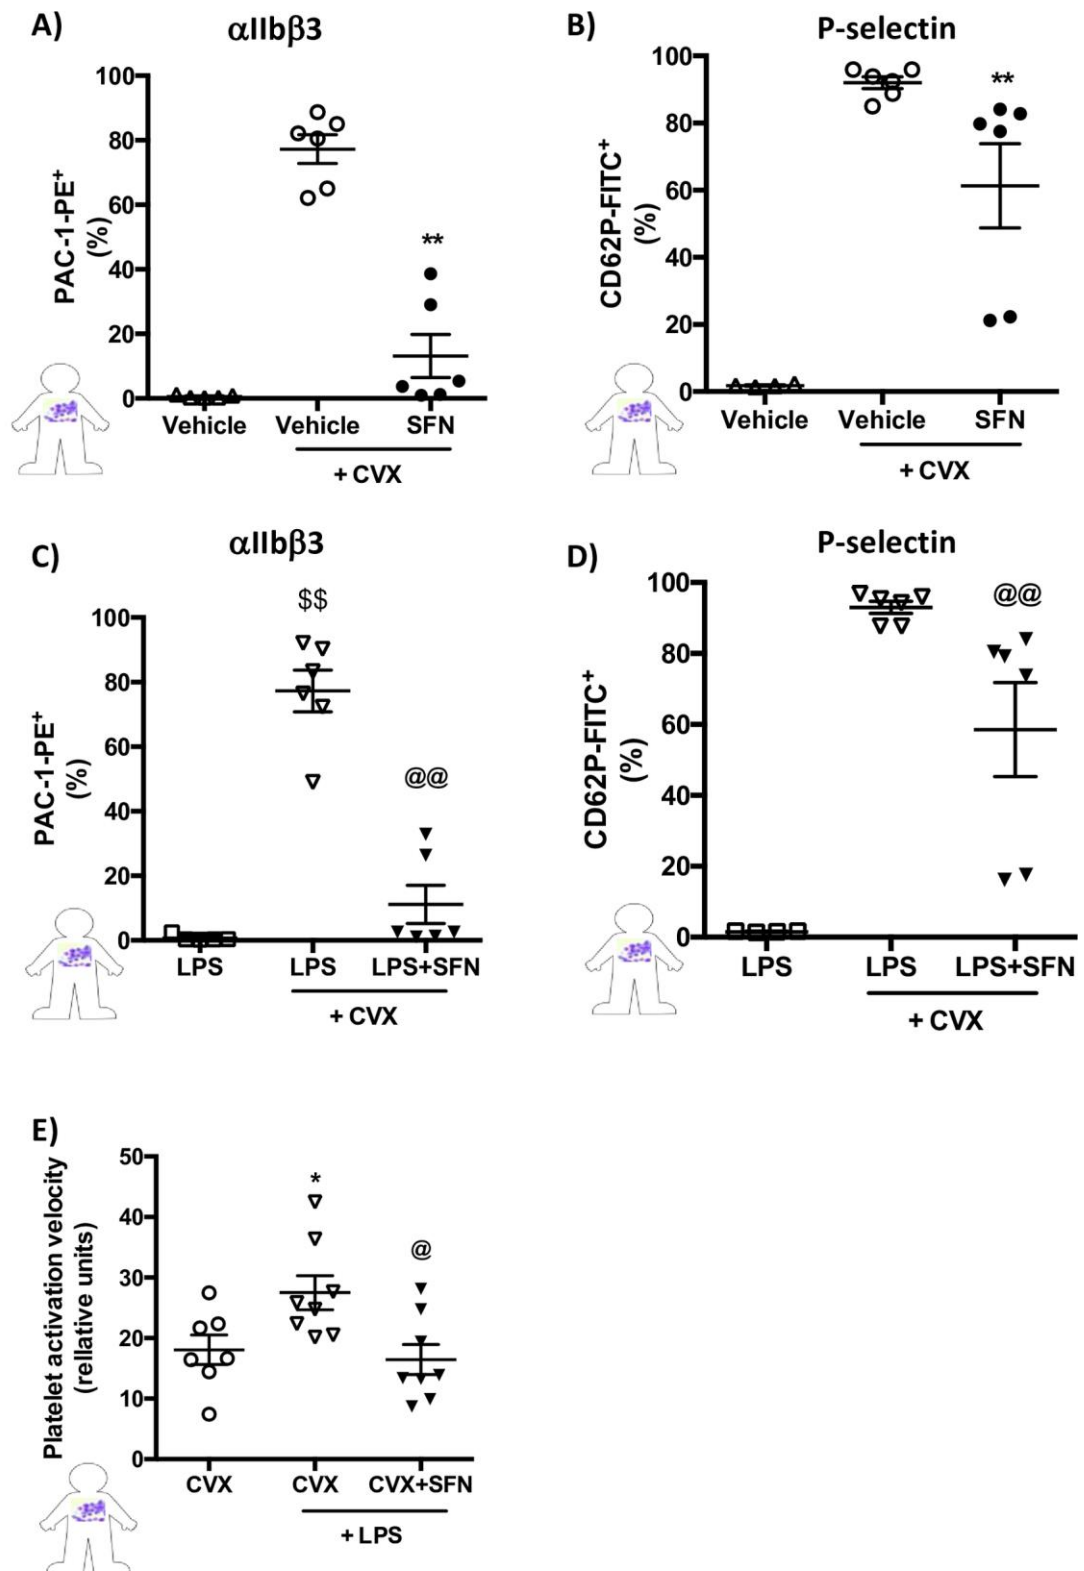 A)
αIIbβ3
PAC-1-PE+
(%)
100
80
60
40
20
0
**
Vehicle
Vehicle
SFN
+ CVX
B)
P-selectin
CD62P-FITC+
(%)
100
80
60
40
20
0
**
Vehicle
Vehicle
SFN
+ CVX
C)
αIIbβ3
PAC-1-PE+
(%)
100
80
60
40
20
0
$$
@@
LPS
LPS
LPS+SFN
+ CVX
D)
P-selectin
CD62P-FITC+
(%)
100
80
60
40
20
0
@@
LPS
LPS
LPS+SFN
+ CVX
E)
Platelet activation velocity
(rellative units)
50
40
30
20
10
0
*
@
CVX
CVX
CVX+SFN
+ LPS